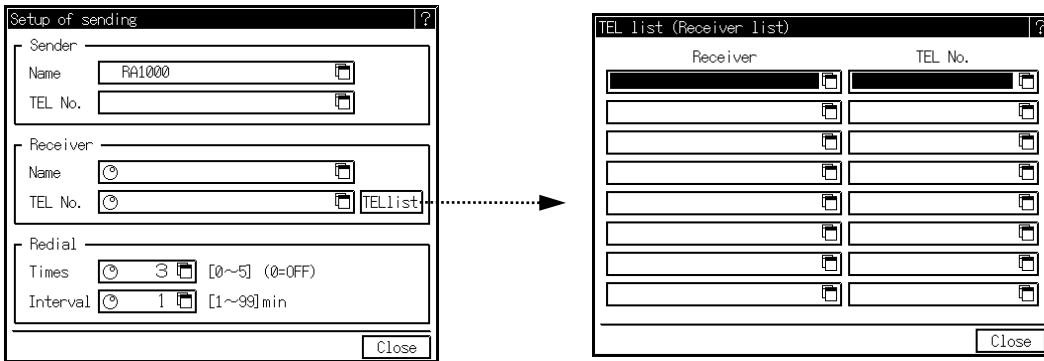 Setup of sending ?
Sender
Name RA1000
TEL No.
Receiver
Name
TEL No. TELlist
Redial
Times 3 [0~5] (0=OFF)
Interval 1 [1~99]min
Close
TEL list (Receiver list) ?
Receiver TEL No.
Close